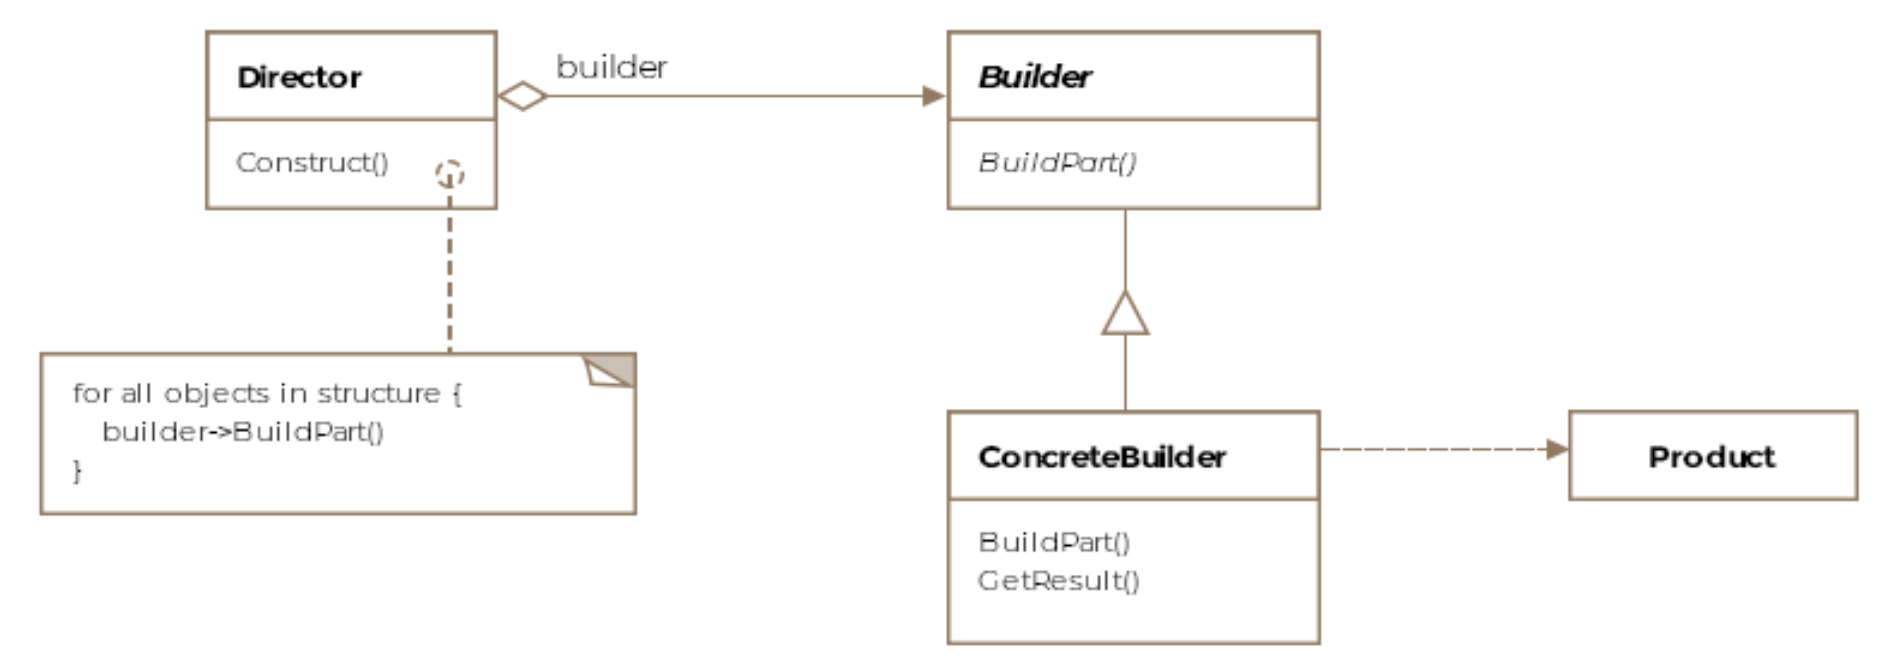 Director
Construct()
builder
Builder
BuildPart()
for all objects in structure {
builder->BuildPart()
}
ConcreteBuilder
BuildPart()
GetResult()
Product